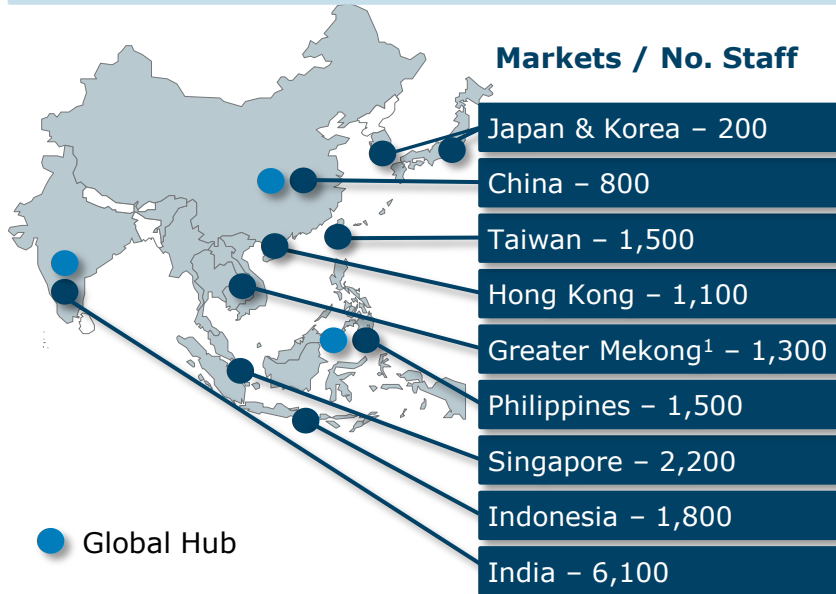 Markets / No. Staff
Japan & Korea – 200
China – 800
Taiwan – 1,500
Hong Kong – 1,100
Greater Mekong¹ – 1,300
Philippines – 1,500
Singapore – 2,200
Indonesia – 1,800
India – 6,100
Global Hub